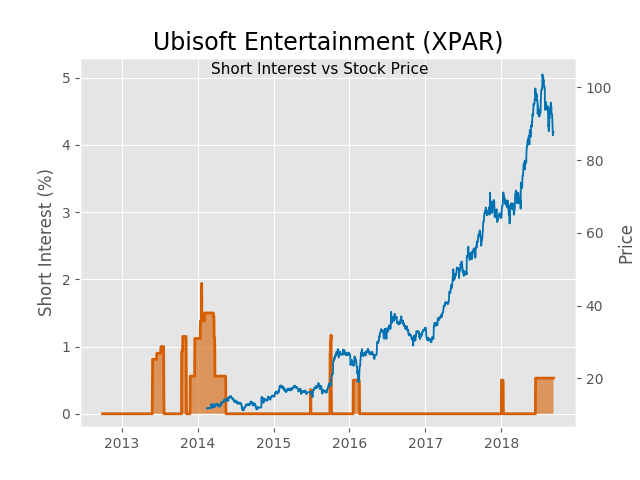 Ubisoft Entertainment (XPAR)
Short Interest vs Stock Price
Short Interest (%)
5
4
3
2
1
0
100
80
60
40
20
Price
2013 2014 2015 2016 2017 2018